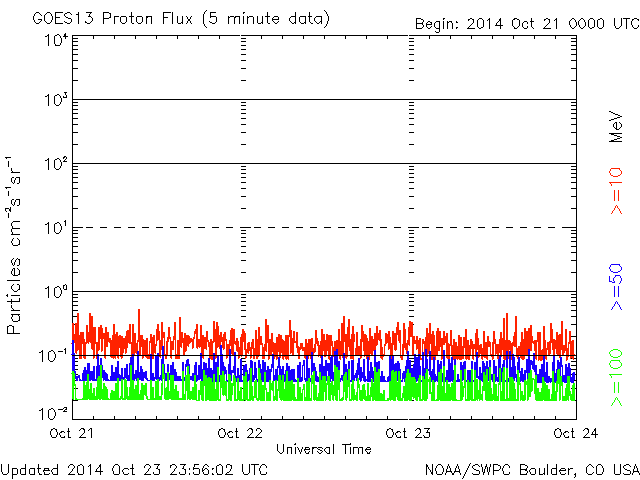 GOES13 Proton Flux (5 minute data)
Begin: 2014 Oct 21 0000 UTC
10⁴
10³
10²
10¹
10⁰
10⁻¹
10⁻²
Particles cm⁻²s⁻¹sr⁻¹
MeV
>=10
>=50
>=100
Oct 21
Oct 22
Oct 23
Oct 24
Universal Time
Updated 2014 Oct 23 23:56:02 UTC
NOAA/SWPC Boulder, CO USA